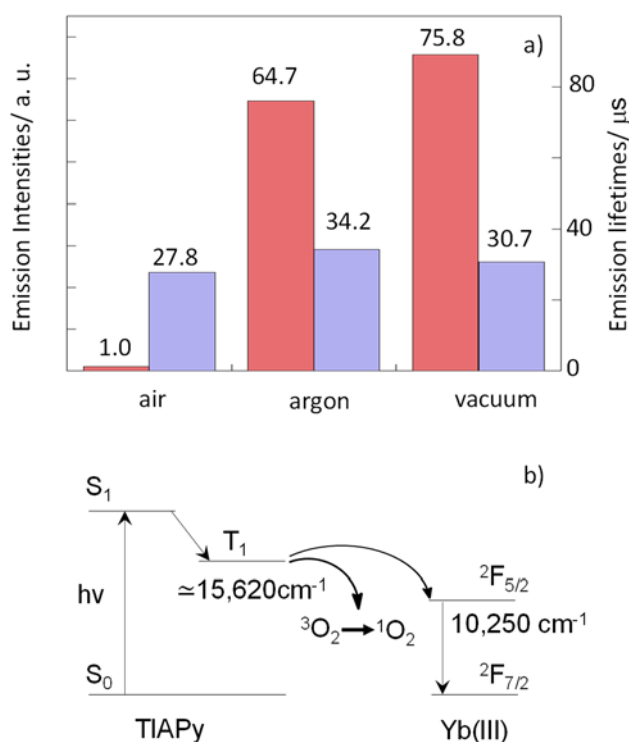 a)
Emission Intensities/ a. u.
Emission lifetimes/ μs
1.0
27.8
64.7
34.2
75.8
30.7
80
40
0
air argon vacuum
b)
S₁
T₁
≃15,620cm⁻¹
hν
³O₂ → ¹O₂
²F₅/₂
10,250 cm⁻¹
S₀
²F₇/₂
TIAPy Yb(III)